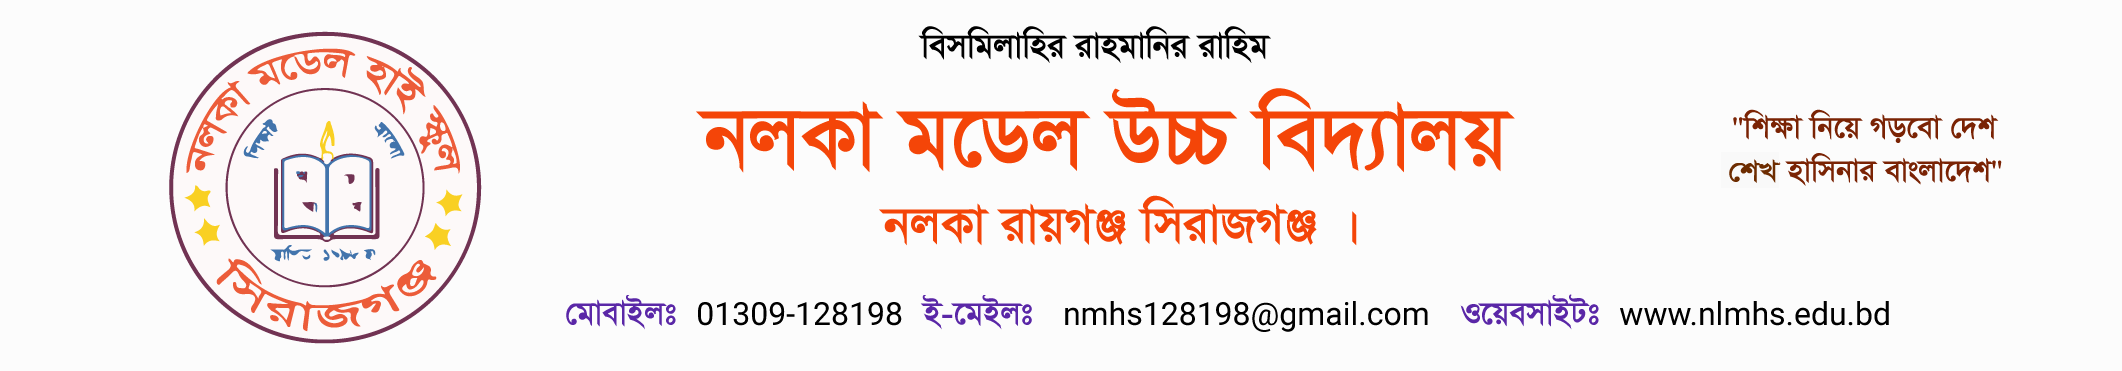 বিসমিলাহির রাহমানির রাহিম
নলকা মডেল উচ্চ বিদ্যালয়
নলকা রায়গঞ্জ সিরাজগঞ্জ ।
মোবাইলঃ 01309-128198 ই-মেইলঃ nmhs128198@gmail.com ওয়েবসাইটঃ www.nlmhs.edu.bd
"শিক্ষা নিয়ে গড়বো দেশ
শেখ হাসিনার বাংলাদেশ"
নলকা মডেল হাই স্কুল
সিরাজগঞ্জ